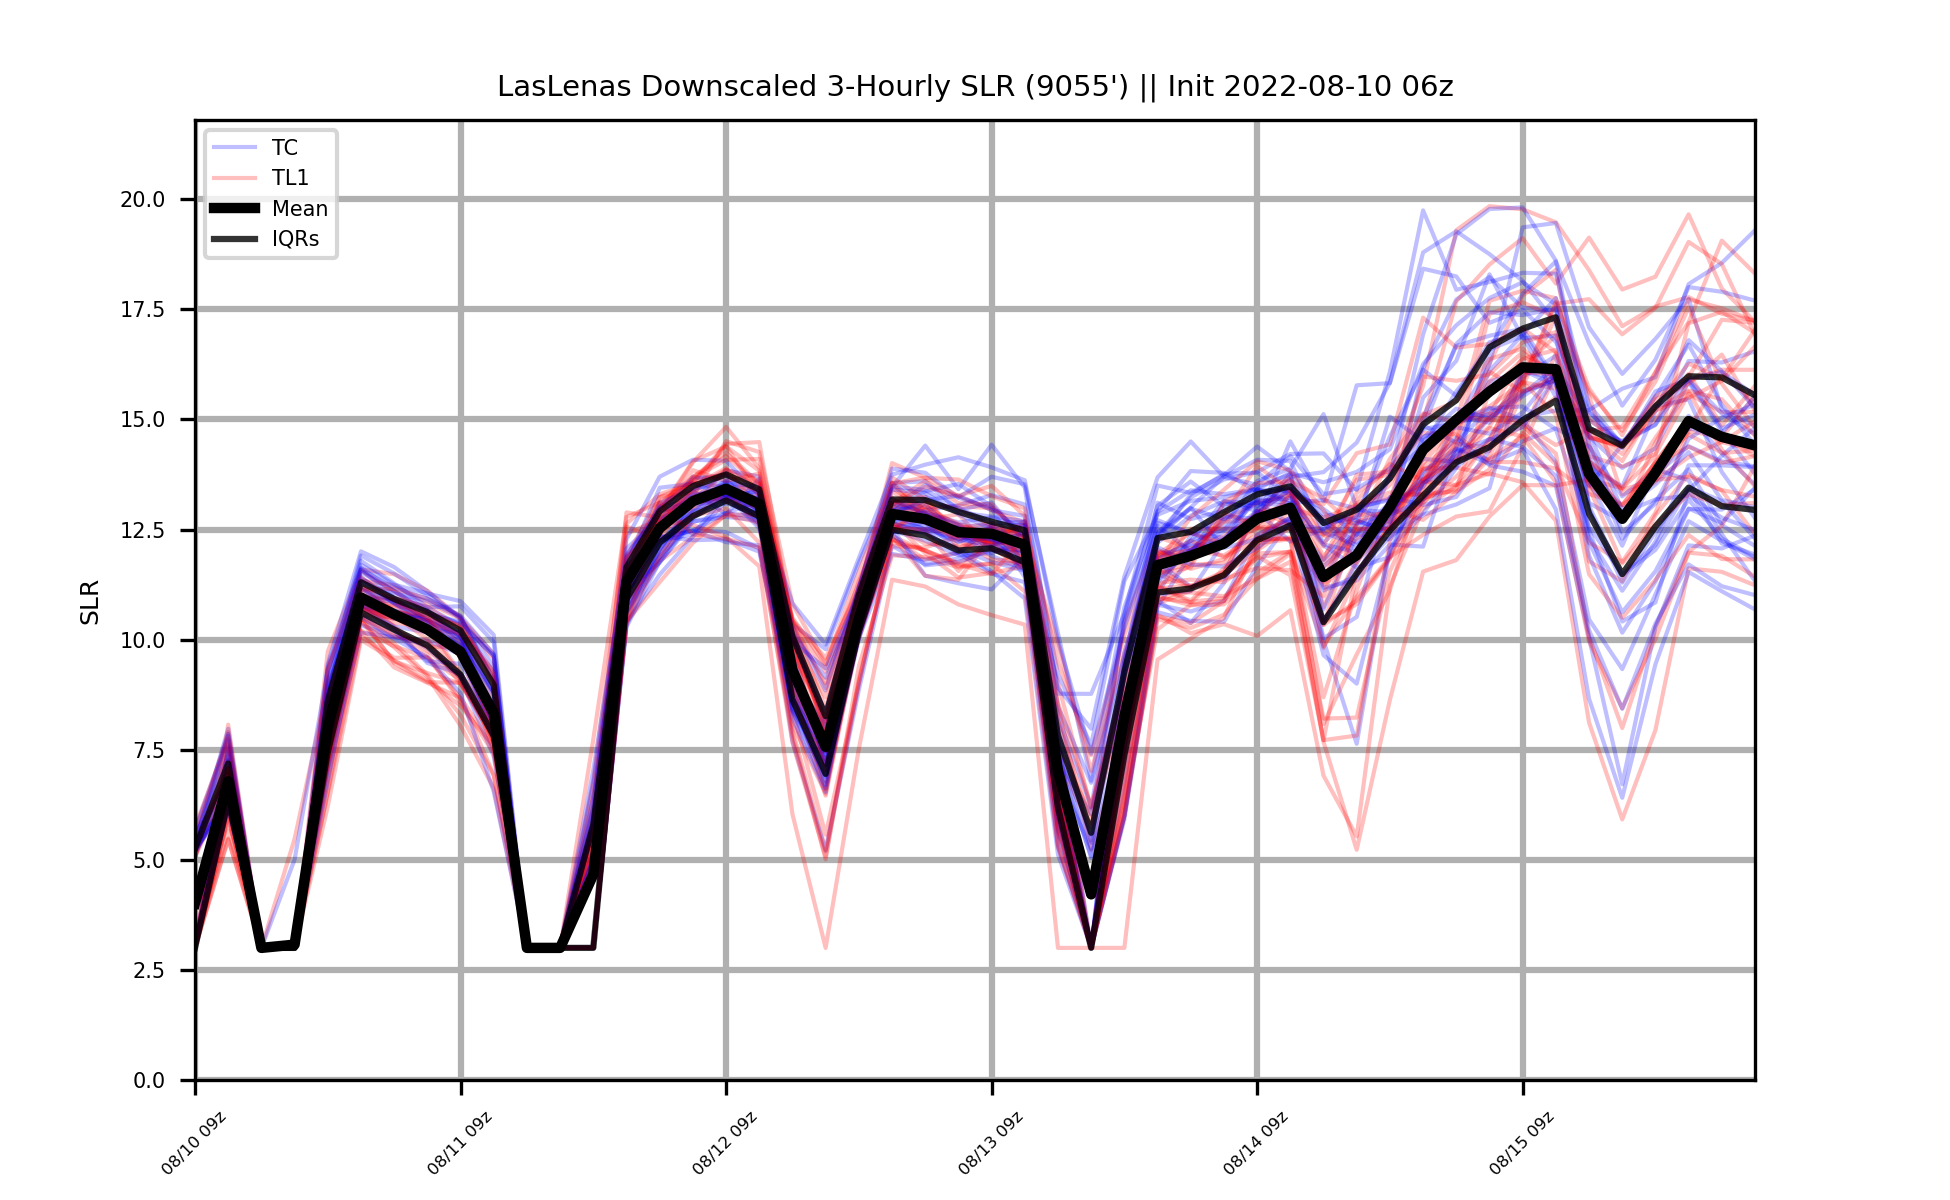 LasLenas Downscaled 3-Hourly SLR (9055') || Init 2022-08-10 06z
TC
TL1
Mean
IQRs
SLR
20.0
17.5
15.0
12.5
10.0
7.5
5.0
2.5
0.0
08/10 09z
08/11 09z
08/12 09z
08/13 09z
08/14 09z
08/15 09z